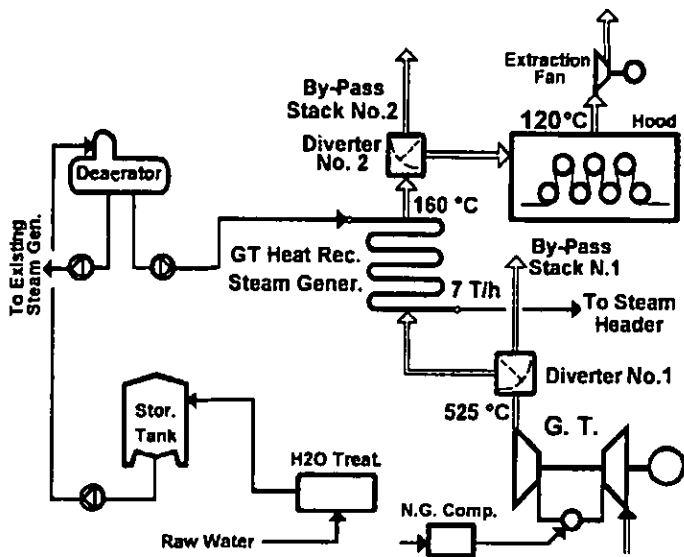 Extraction
Fan
By-Pass
Stack No.2
120°C
Hood
Diverter
No. 2
Deaerator
160 °C
To Existing
Steam Gen.
GT Heat Rec.
Steam Gener.
By-Pass
Stack N.1
7 T/h
To Steam
Header
Diverter No.1
525 °C
Stor.
Tank
G. T.
H2O Treat.
N.G. Comp.
Raw Water